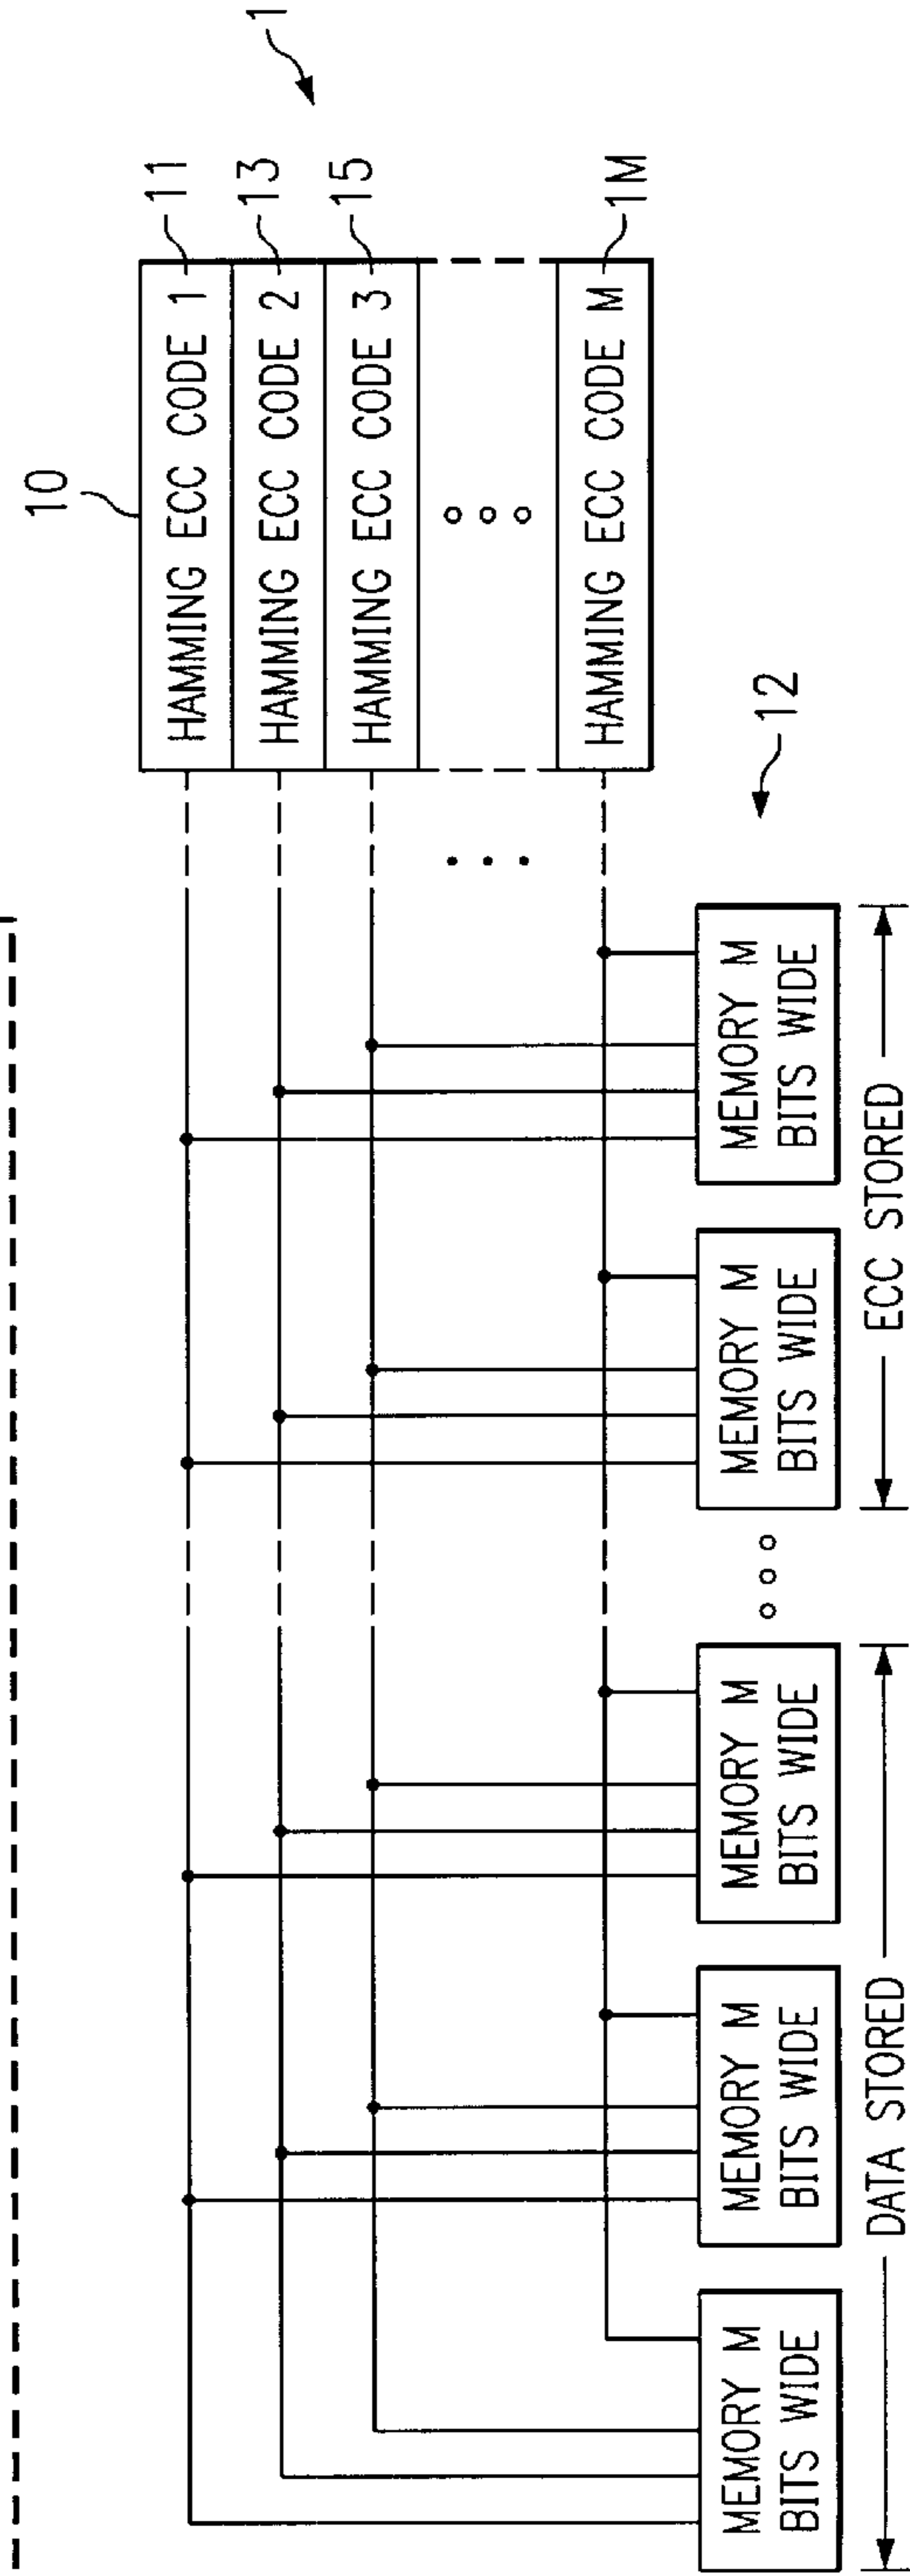 10
1
HAMMING ECC CODE 1
11
HAMMING ECC CODE 2
13
HAMMING ECC CODE 3
15
HAMMING ECC CODE M
1M
12
MEMORY M
BITS WIDE
MEMORY M
BITS WIDE
MEMORY M
BITS WIDE
MEMORY M
BITS WIDE
MEMORY M
BITS WIDE
DATA STORED
ECC STORED